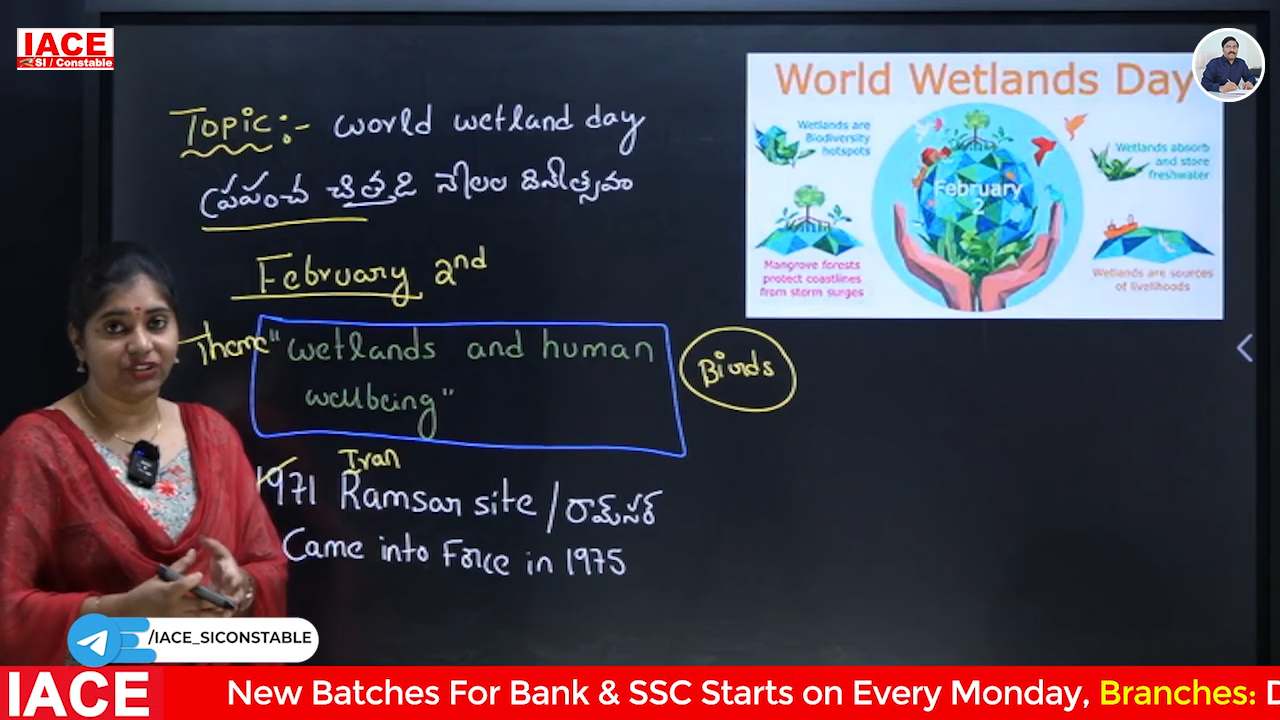 IACE
SI / Constable
Topic:- world wetland day
ప్రపంచ చిత్తడి నేలల దినోత్సవం
February 2nd
Theme "wetlands and human
wellbeing"
Birds
Iran
1971 Ramsar site / రామ్‌సర్
Came into Force in 1975
World Wetlands Day
Wetlands are
Biodiversity
hotspots
Wetlands absorb
and store
freshwater
February
2
Mangrove forests
protect coastlines
from storm surges
Wetlands are sources
of livelihoods
/IACE_SICONSTABLE
IACE
New Batches For Bank & SSC Starts on Every Monday, Branches: D